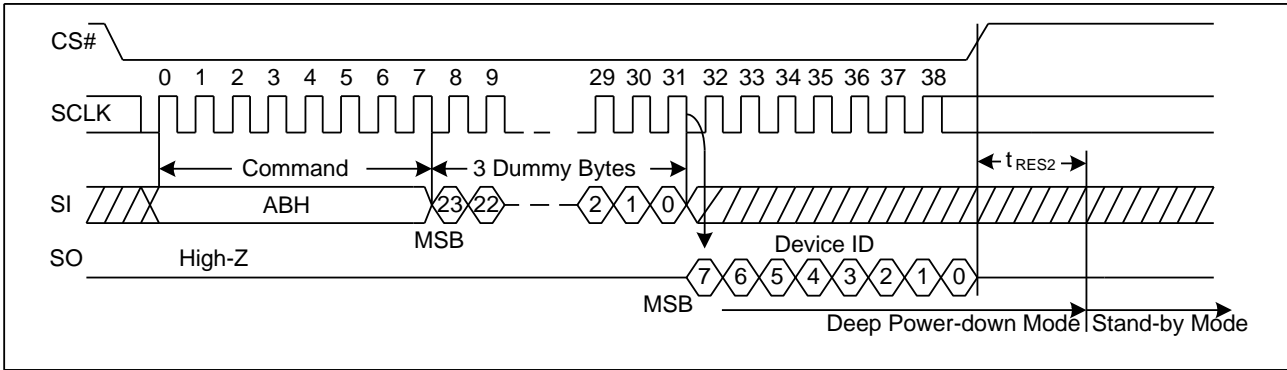 CS#
0 1 2 3 4 5 6 7 8 9 29 30 31 32 33 34 35 36 37 38
SCLK
Command 3 Dummy Bytes tRES2
SI ABH 23 22 2 1 0
MSB
SO High-Z Device ID
7 6 5 4 3 2 1 0
MSB
Deep Power-down Mode Stand-by Mode